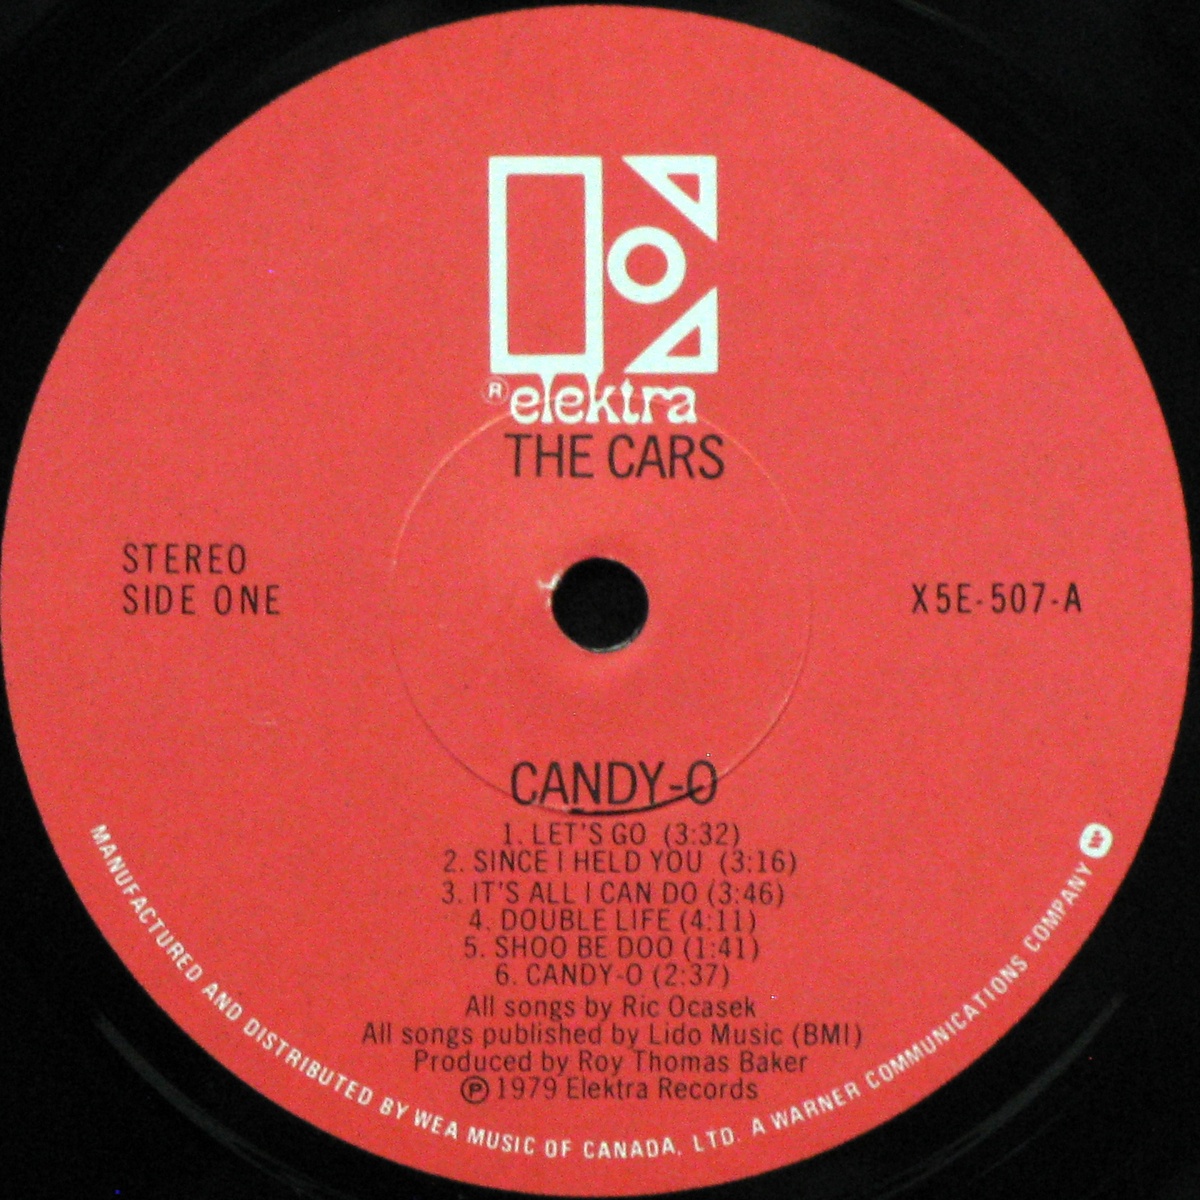 ® elektra
THE CARS
STEREO
SIDE ONE
X5E-507-A
CANDY-O
1. LET'S GO (3:32)
2. SINCE I HELD YOU (3:16)
3. IT'S ALL I CAN DO (3:46)
4. DOUBLE LIFE (4:11)
5. SHOO BE DOO (1:41)
6. CANDY-O (2:37)
All songs by Ric Ocasek
All songs published by Lido Music (BMI)
Produced by Roy Thomas Baker
℗ 1979 Elektra Records
MANUFACTURED AND DISTRIBUTED BY WEA MUSIC OF CANADA, LTD. A WARNER COMMUNICATIONS COMPANY